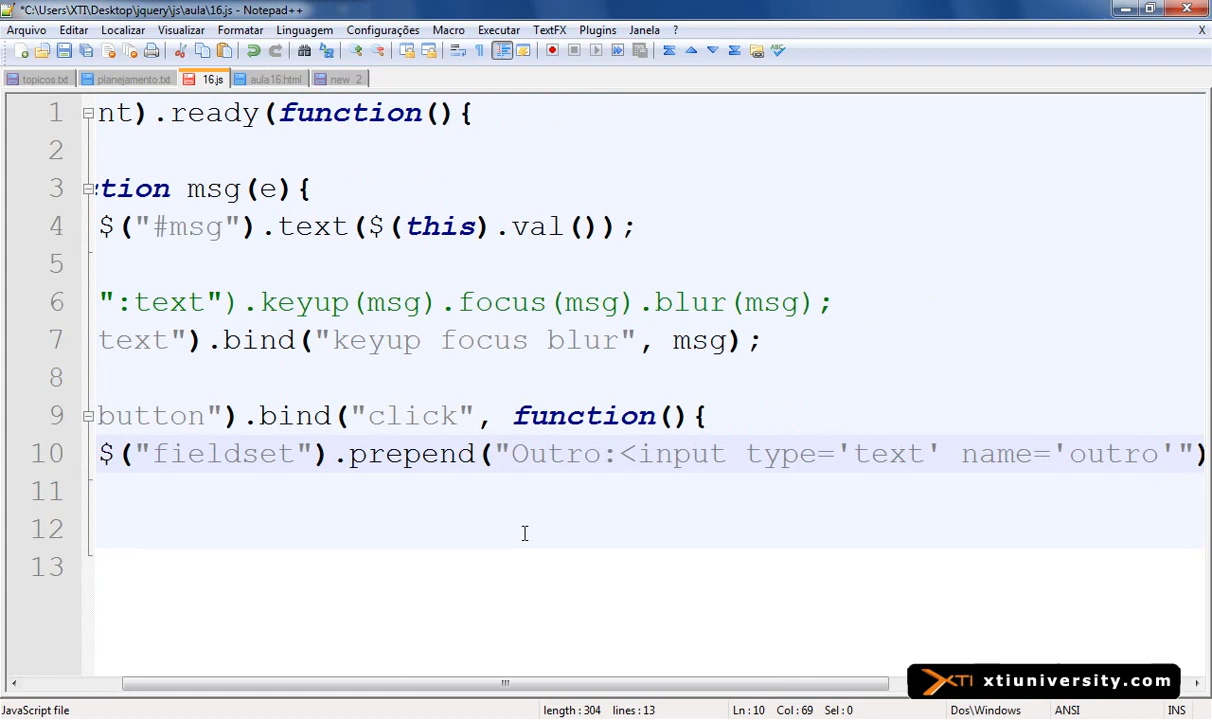 *C:\Users\XTI\Desktop\jquery\js\aula\16.js - Notepad++
Arquivo Editar Localizar Visualizar Formatar Linguagem Configurações Macro Executar TextFX Plugins Janela ? X
topicos.txt planejamento.txt 16.js aula16.html new 2
1 nt).ready(function(){
2
3 tion msg(e){
4 $("#msg").text($(this).val());
5
6 ":text").keyup(msg).focus(msg).blur(msg);
7 text").bind("keyup focus blur", msg);
8
9 button").bind("click", function(){
10 $("fieldset").prepend("Outro:<input type='text' name='outro'")
11
12
13
XTI xtiuniversity.com
JavaScript file length : 304 lines : 13 Ln : 10 Col : 69 Sel : 0 Dos\Windows ANSI INS